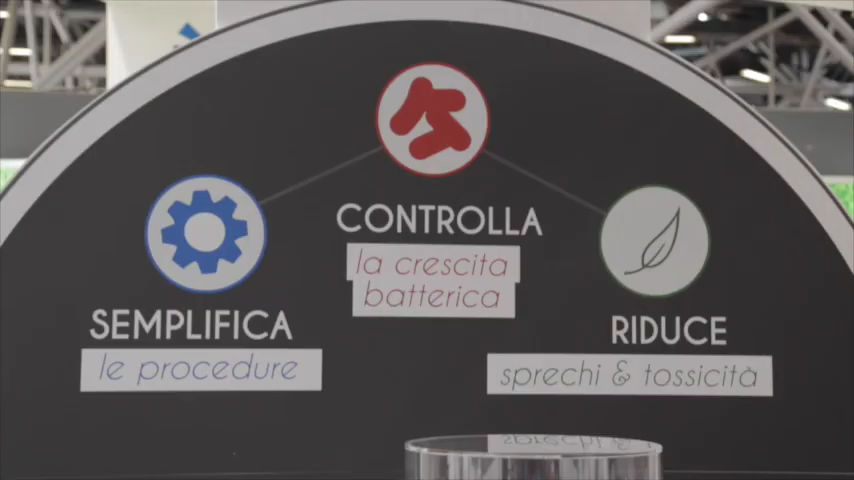 CONTROLLA
la crescita
batterica
SEMPLIFICA
le procedure
RIDUCE
sprechi & tossicità